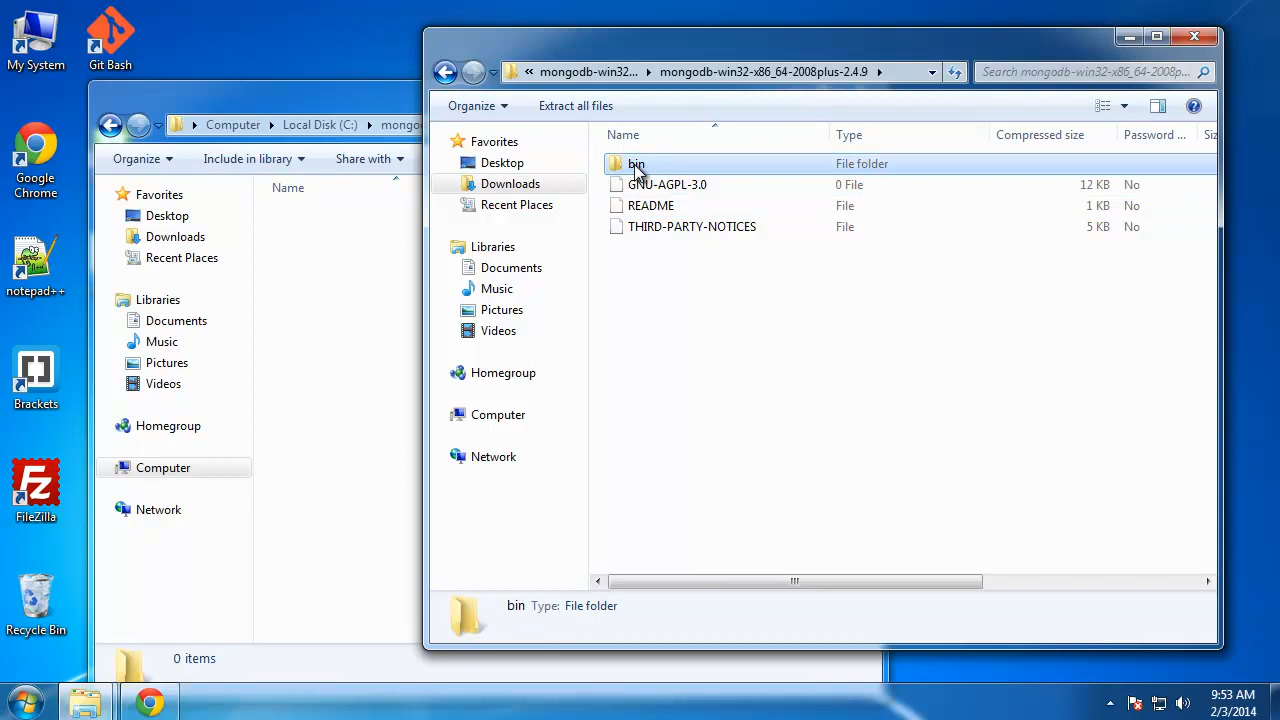 My System
Git Bash
Google
Chrome
notepad++
Brackets
FileZilla
Recycle Bin
Computer
Local Disk (C:)
mongo
Organize
Include in library
Share with
Favorites
Desktop
Downloads
Recent Places
Libraries
Documents
Music
Pictures
Videos
Homegroup
Computer
Network
Name
0 items
« mongodb-win32... mongodb-win32-x86_64-2008plus-2.4.9
Search mongodb-win32-x86_64-2008p...
Organize
Extract all files
Favorites
Desktop
Downloads
Recent Places
Libraries
Documents
Music
Pictures
Videos
Homegroup
Computer
Network
Name Type Compressed size Password ... Siz
bin File folder
GNU-AGPL-3.0 0 File 12 KB No
README File 1 KB No
THIRD-PARTY-NOTICES File 5 KB No
bin Type: File folder
9:53 AM
2/3/2014